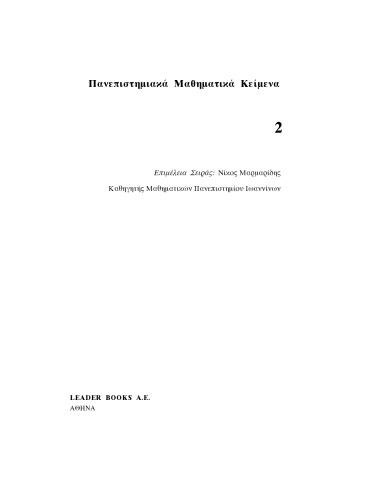 Πανεπιστημιακά Μαθηματικά Κείμενα
2
Επιμέλεια Σειράς: Νίκος Μαρμαρίδης
Καθηγητής Μαθηματικών Πανεπιστημίου Ιωαννίνων
LEADER BOOKS A.E.
ΑΘΗΝΑ